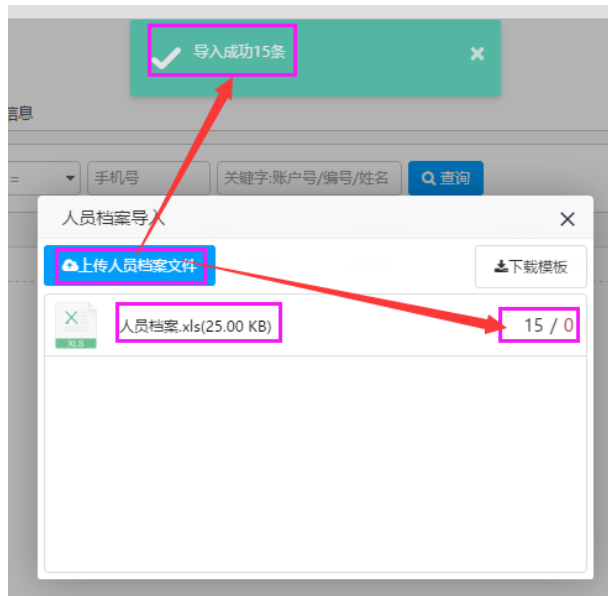 导入成功15条
信息
=
手机号
关键字:账户号/编号/姓名
查询
人员档案导入
上传人员档案文件
下载模板
XLS
人员档案.xls(25.00 KB)
15 / 0